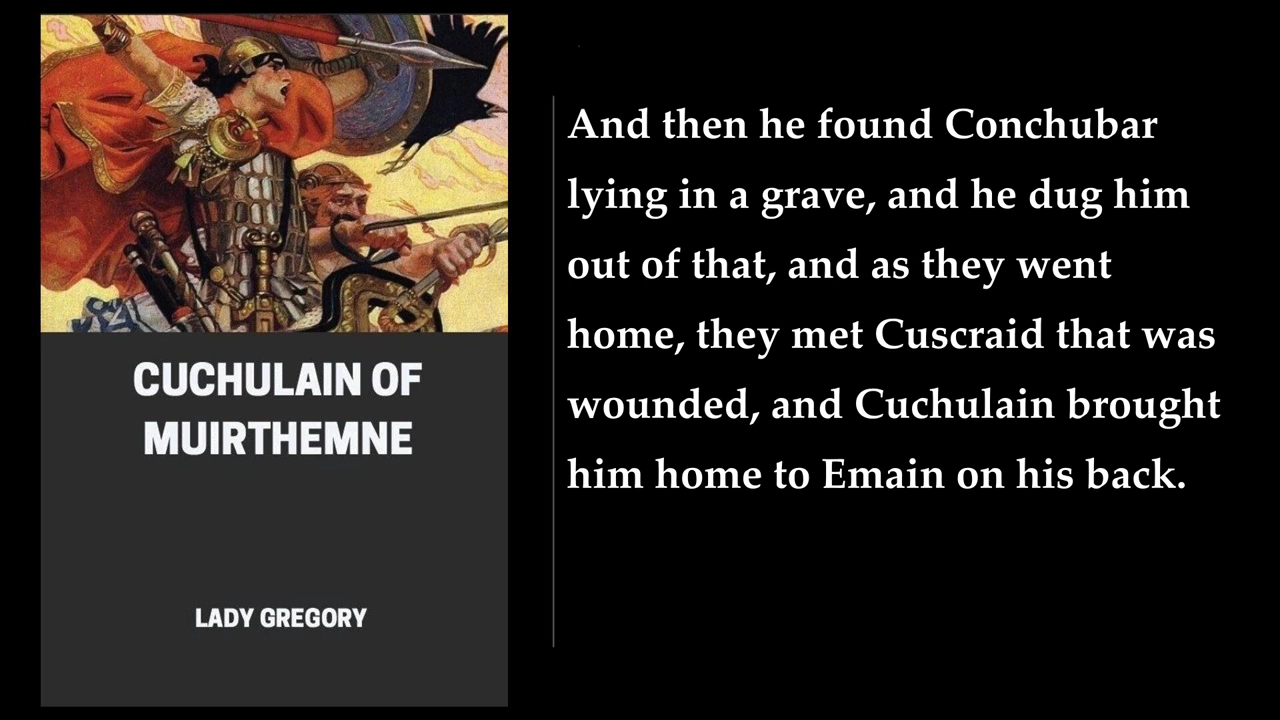 CUCHULAIN OF
MUIRTHEMNE
LADY GREGORY
And then he found Conchubar
lying in a grave, and he dug him
out of that, and as they went
home, they met Cuscraid that was
wounded, and Cuchulain brought
him home to Emain on his back.